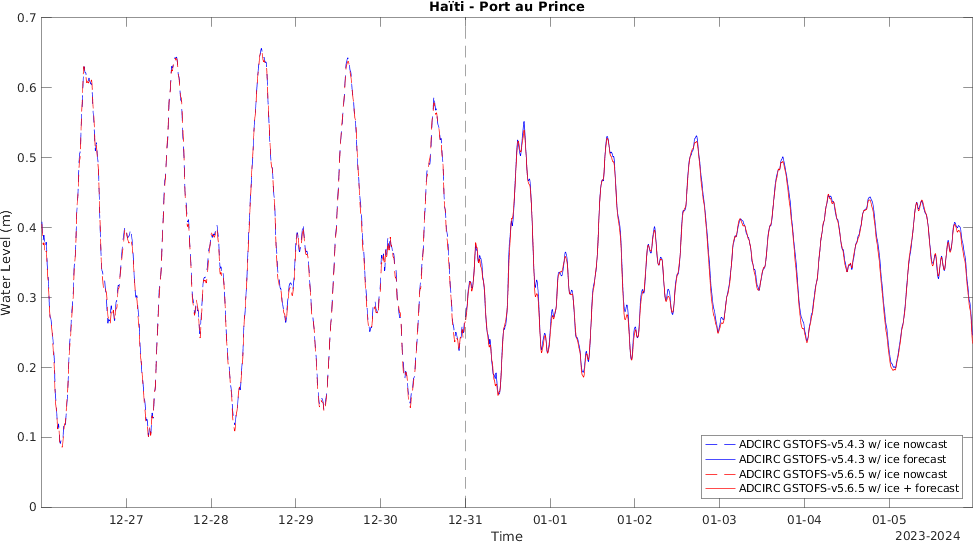 Haïti - Port au Prince
0.7
0.6
0.5
0.4
0.3
0.2
0.1
0
Water Level (m)
12-27 12-28 12-29 12-30 12-31 01-01 01-02 01-03 01-04 01-05
Time
2023-2024
ADCIRC GSTOFS-v5.4.3 w/ ice nowcast
ADCIRC GSTOFS-v5.4.3 w/ ice forecast
ADCIRC GSTOFS-v5.6.5 w/ ice nowcast
ADCIRC GSTOFS-v5.6.5 w/ ice + forecast